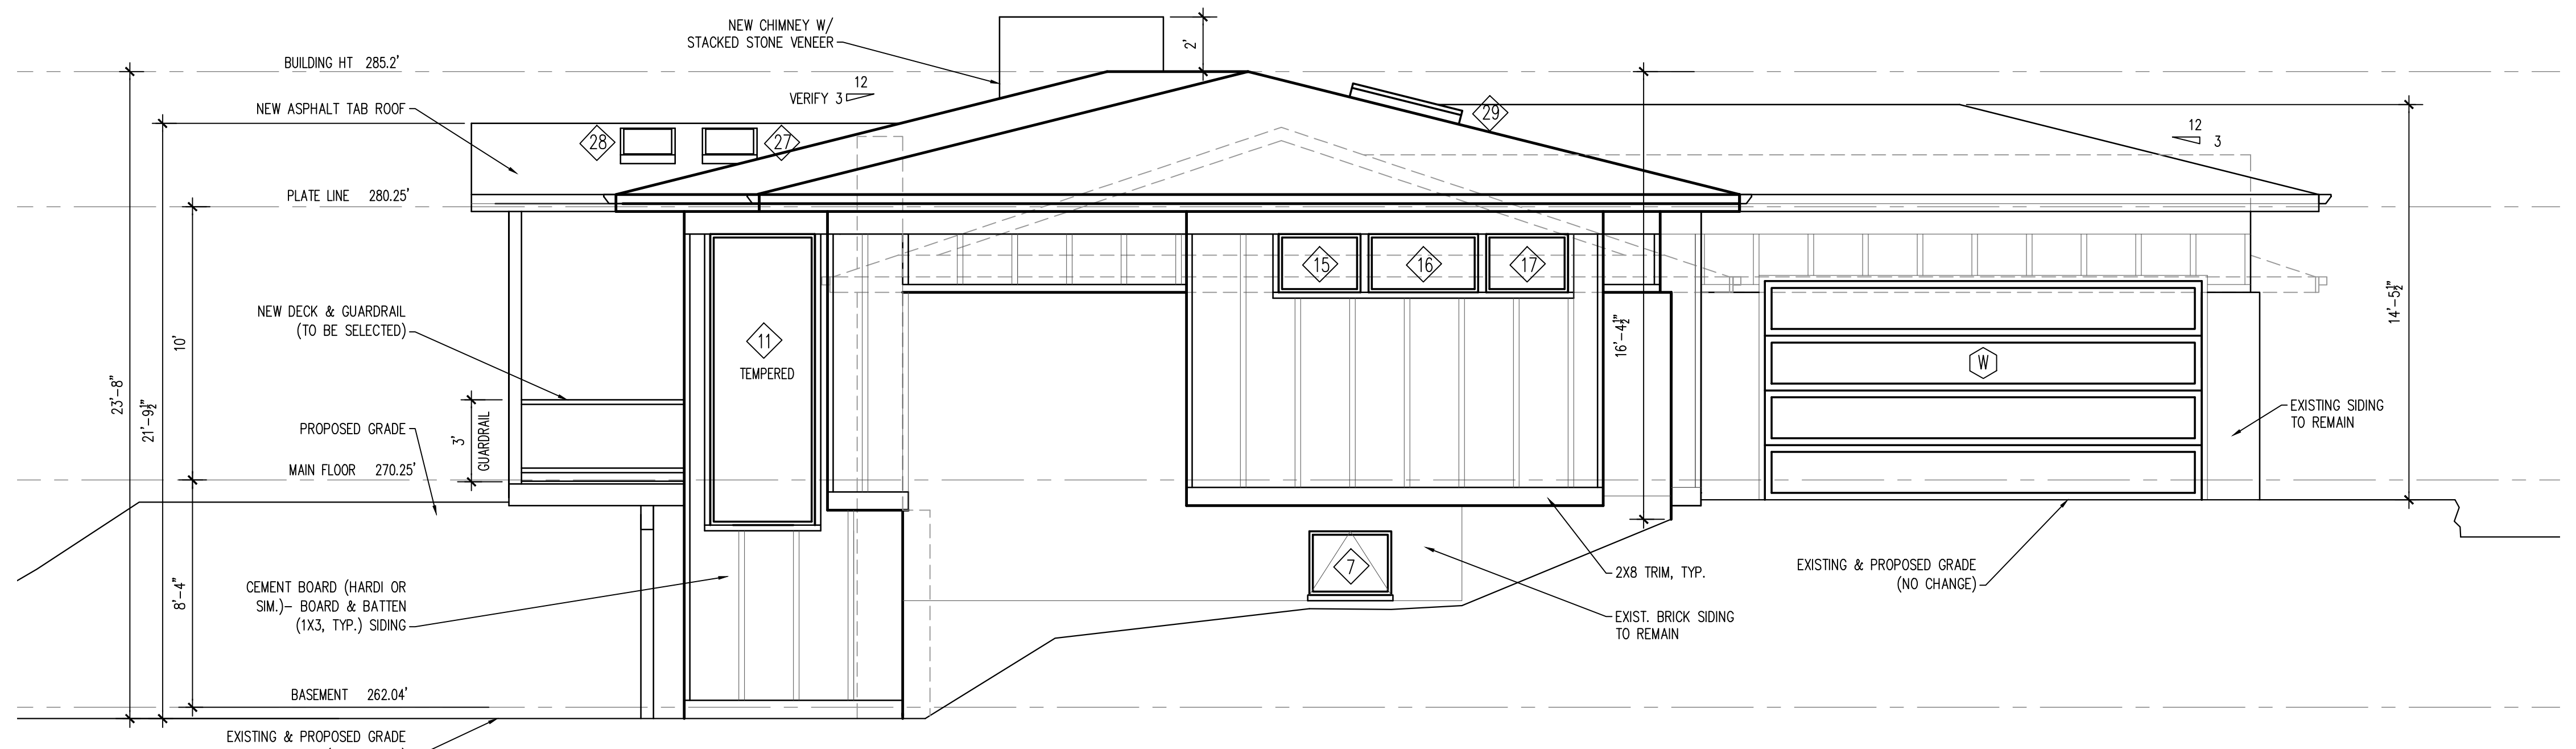 NEW CHIMNEY W/
STACKED STONE VENEER
2'
BUILDING HT 285.2'
12
VERIFY 3
NEW ASPHALT TAB ROOF
28
27
29
12
3
PLATE LINE 280.25'
15
16
17
NEW DECK & GUARDRAIL
(TO BE SELECTED)
11
TEMPERED
10'
16'-4½"
14'-5½"
W
23'-8"
21'-9½"
3'
GUARDRAIL
EXISTING SIDING
TO REMAIN
PROPOSED GRADE
MAIN FLOOR 270.25'
7
2X8 TRIM, TYP.
EXISTING & PROPOSED GRADE
(NO CHANGE)
8'-4"
CEMENT BOARD (HARDI OR
SIM.)- BOARD & BATTEN
(1X3, TYP.) SIDING
EXIST. BRICK SIDING
TO REMAIN
BASEMENT 262.04'
EXISTING & PROPOSED GRADE